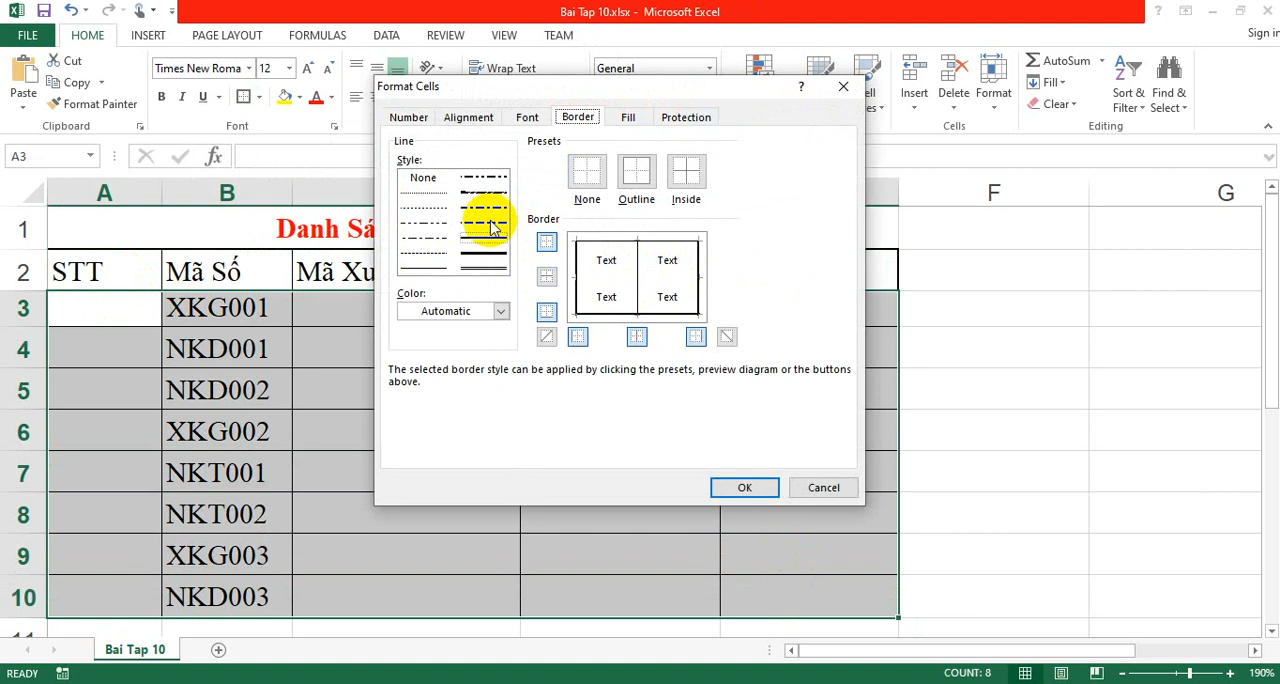 Bai Tap 10.xlsx - Microsoft Excel
?
FILE HOME INSERT PAGE LAYOUT FORMULAS DATA REVIEW VIEW TEAM Sign in
Cut Times New Roma 12 Wrap Text General AutoSum
Paste Copy Insert Delete Format Fill Sort & Find &
Format Painter B I U A Clear Filter Select
Clipboard Font Cells Editing
A3 fx
Format Cells ?
Number Alignment Font Border Fill Protection
Line Presets
Style:
None
None Outline Inside
Border
Text Text
Text Text
Color:
Automatic
The selected border style can be applied by clicking the presets, preview diagram or the buttons
above.
OK Cancel
A B F G
1 Danh
2 STT Mã Số Mã
3 XKG001
4 NKD001
5 NKD002
6 XKG002
7 NKT001
8 NKT002
9 XKG003
10 NKD003
Bai Tap 10
READY COUNT: 8 190%